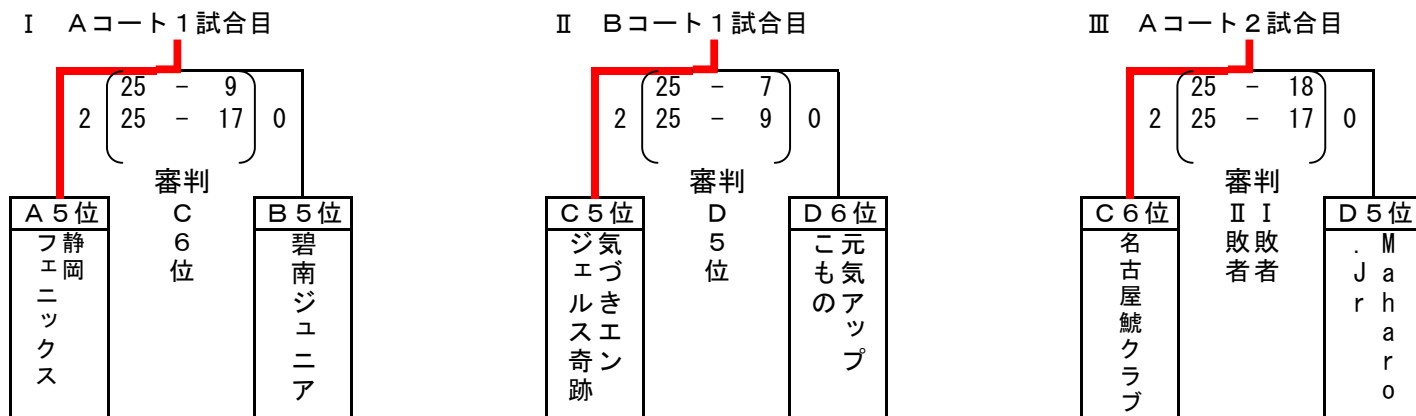 Ⅰ　Ａコート１試合目
25 － 9
2 25 － 17 0
審判
Ｃ６位
Ａ５位
静岡
フェニックス
Ｂ５位
碧南ジュニア
Ⅱ　Ｂコート１試合目
25 － 7
2 25 － 9 0
審判
Ｄ５位
Ｃ５位
気づきエン
ジェルス奇跡
Ｄ６位
元気アップ
こもの
Ⅲ　Ａコート２試合目
25 － 18
2 25 － 17 0
審判
Ⅰ敗者
Ⅱ敗者
Ｃ６位
名古屋鯱クラブ
Ｄ５位
Maharo
.Jr